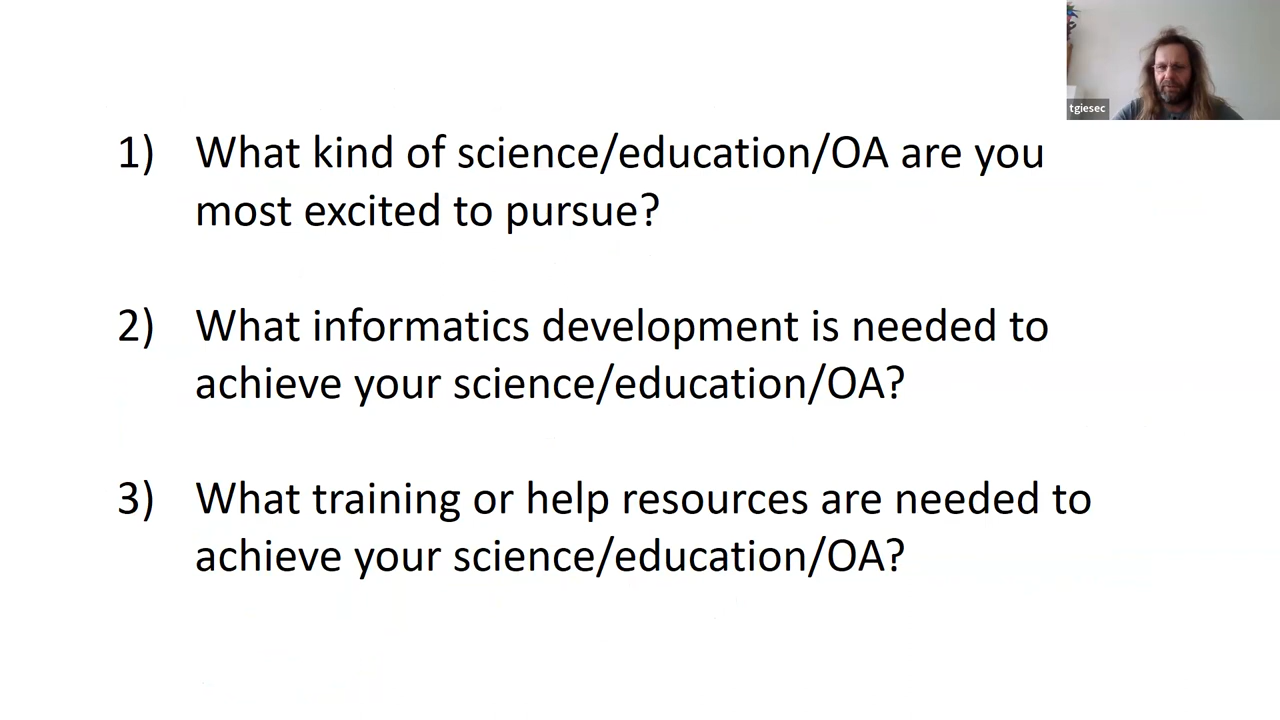 tgiesec
1) What kind of science/education/OA are you
most excited to pursue?
2) What informatics development is needed to
achieve your science/education/OA?
3) What training or help resources are needed to
achieve your science/education/OA?